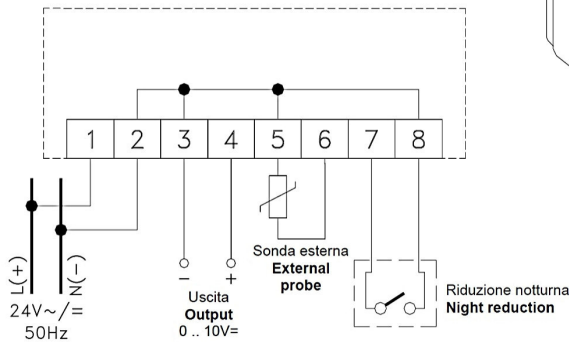 1 2 3 4 5 6 7 8
L(+)
N(−)
24V~/=
50Hz
− +
Uscita
Output
0 .. 10V=
Sonda esterna
External
probe
Riduzione notturna
Night reduction